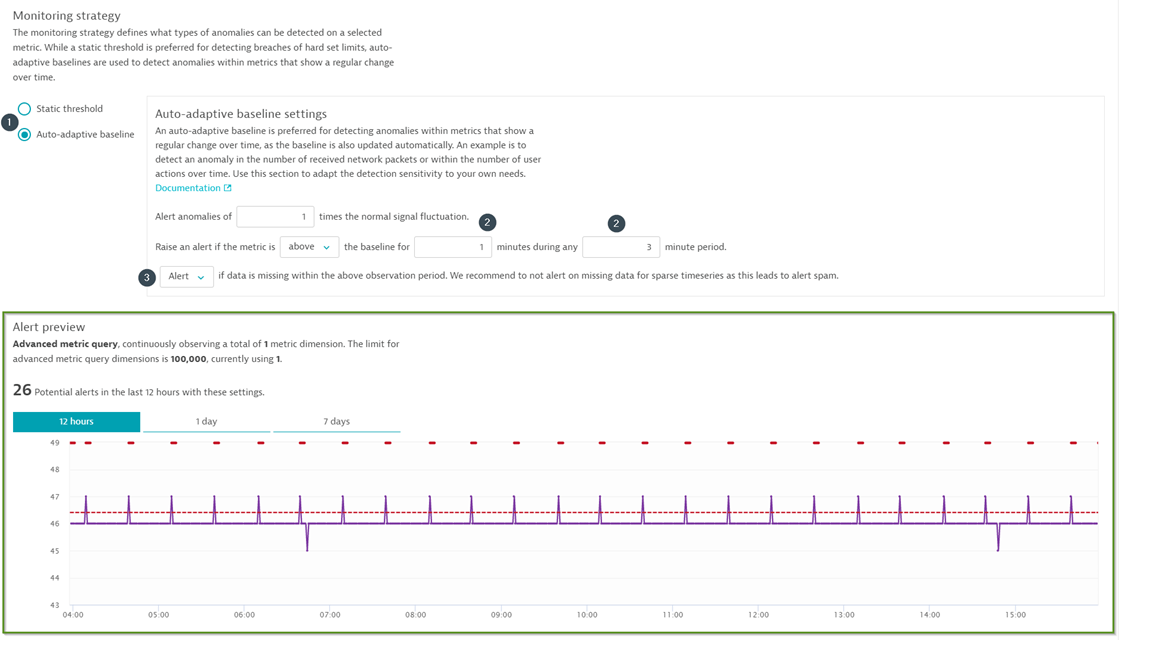 Monitoring strategy
The monitoring strategy defines what types of anomalies can be detected on a selected
metric. While a static threshold is preferred for detecting breaches of hard set limits, auto-
adaptive baselines are used to detect anomalies within metrics that show a regular change
over time.
Static threshold
1
Auto-adaptive baseline
Auto-adaptive baseline settings
An auto-adaptive baseline is preferred for detecting anomalies within metrics that show a
regular change over time, as the baseline is also updated automatically. An example is to
detect an anomaly in the number of received network packets or within the number of user
actions over time. Use this section to adapt the detection sensitivity to your own needs.
Documentation
Alert anomalies of 1 times the normal signal fluctuation.
2 2
Raise an alert if the metric is above the baseline for 1 minutes during any 3 minute period.
3 Alert if data is missing within the above observation period. We recommend to not alert on missing data for sparse timeseries as this leads to alert spam.
Alert preview
Advanced metric query, continuously observing a total of 1 metric dimension. The limit for
advanced metric query dimensions is 100,000, currently using 1.
26 Potential alerts in the last 12 hours with these settings.
12 hours 1 day 7 days
49
48
47
46
45
44
43
04:00 05:00 06:00 07:00 08:00 09:00 10:00 11:00 12:00 13:00 14:00 15:00